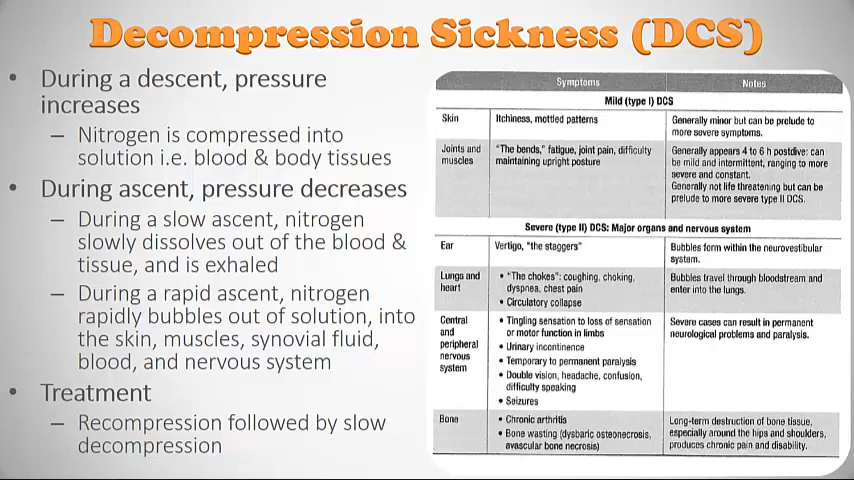 Decompression Sickness (DCS)
• During a descent, pressure
increases
– Nitrogen is compressed into
solution i.e. blood & body tissues
• During ascent, pressure decreases
– During a slow ascent, nitrogen
slowly dissolves out of the blood &
tissue, and is exhaled
– During a rapid ascent, nitrogen
rapidly bubbles out of solution, into
the skin, muscles, synovial fluid,
blood, and nervous system
• Treatment
– Recompression followed by slow
decompression
Symptoms Notes
Mild (type I) DCS
Skin Itchiness, mottled patterns Generally minor but can be prelude to
more severe symptoms.
Joints and "The bends," fatigue, joint pain, difficulty Generally appears 4 to 6 h postdive: can
muscles maintaining upright posture be mild and intermittent, ranging to more
severe and constant.
Generally not life threatening but can be
prelude to more severe type II DCS.
Severe (type II) DCS: Major organs and nervous system
Ear Vertigo, "the staggers" Bubbles form within the neurovestibular
system.
Lungs and • "The chokes": coughing, choking, Bubbles travel through bloodstream and
heart dyspnea, chest pain enter into the lungs.
• Circulatory collapse
Central • Tingling sensation to loss of sensation Severe cases can result in permanent
and or motor function in limbs neurological problems and paralysis.
peripheral • Urinary incontinence
nervous • Temporary to permanent paralysis
system • Double vision, headache, confusion,
difficulty speaking
• Seizures
Bone • Chronic arthritis Long-term destruction of bone tissue,
• Bone wasting (dysbaric osteonecrosis, especially around the hips and shoulders,
avascular bone necrosis) produces chronic pain and disability.